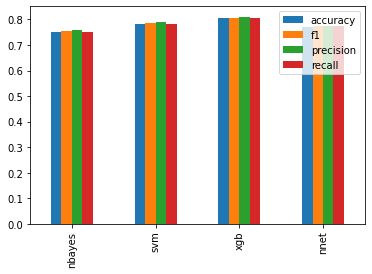 0.8
0.7
0.6
0.5
0.4
0.3
0.2
0.1
0.0
accuracy
f1
precision
recall
nbayes
svm
xgb
nnet